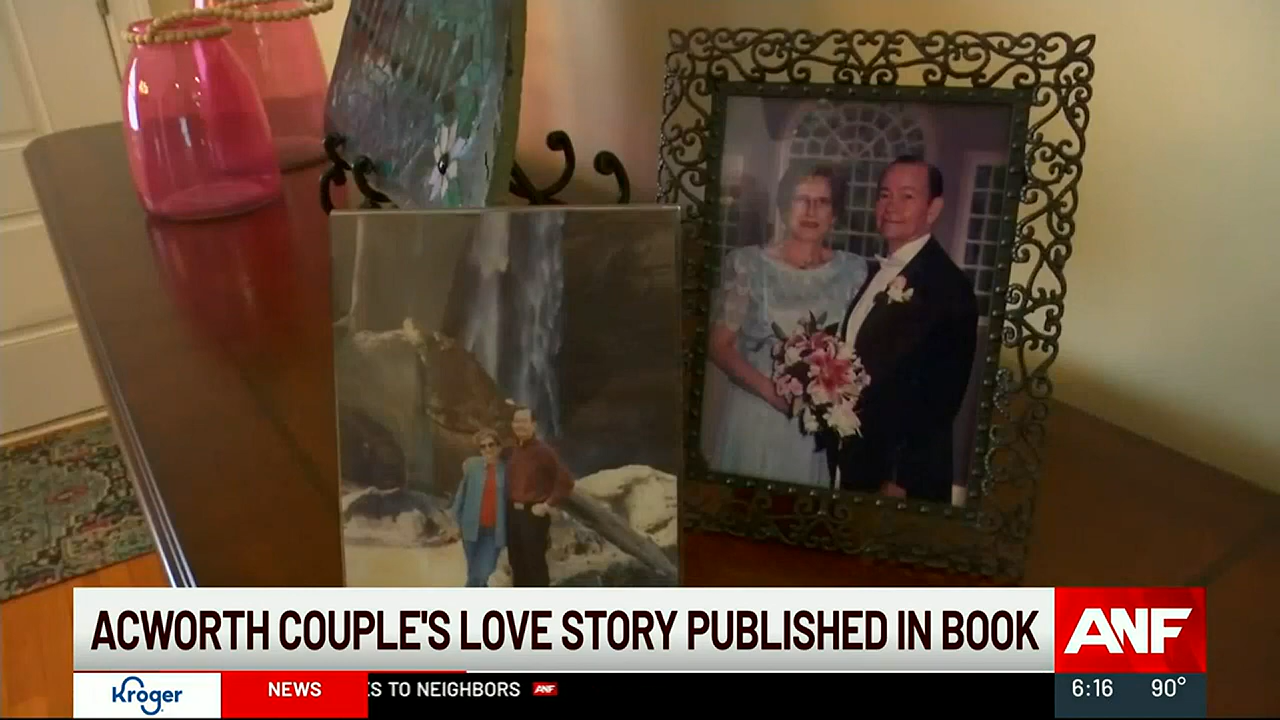 ACWORTH COUPLE'S LOVE STORY PUBLISHED IN BOOK
ANF
Kroger
NEWS
TO NEIGHBORS
ANF
6:16
90°